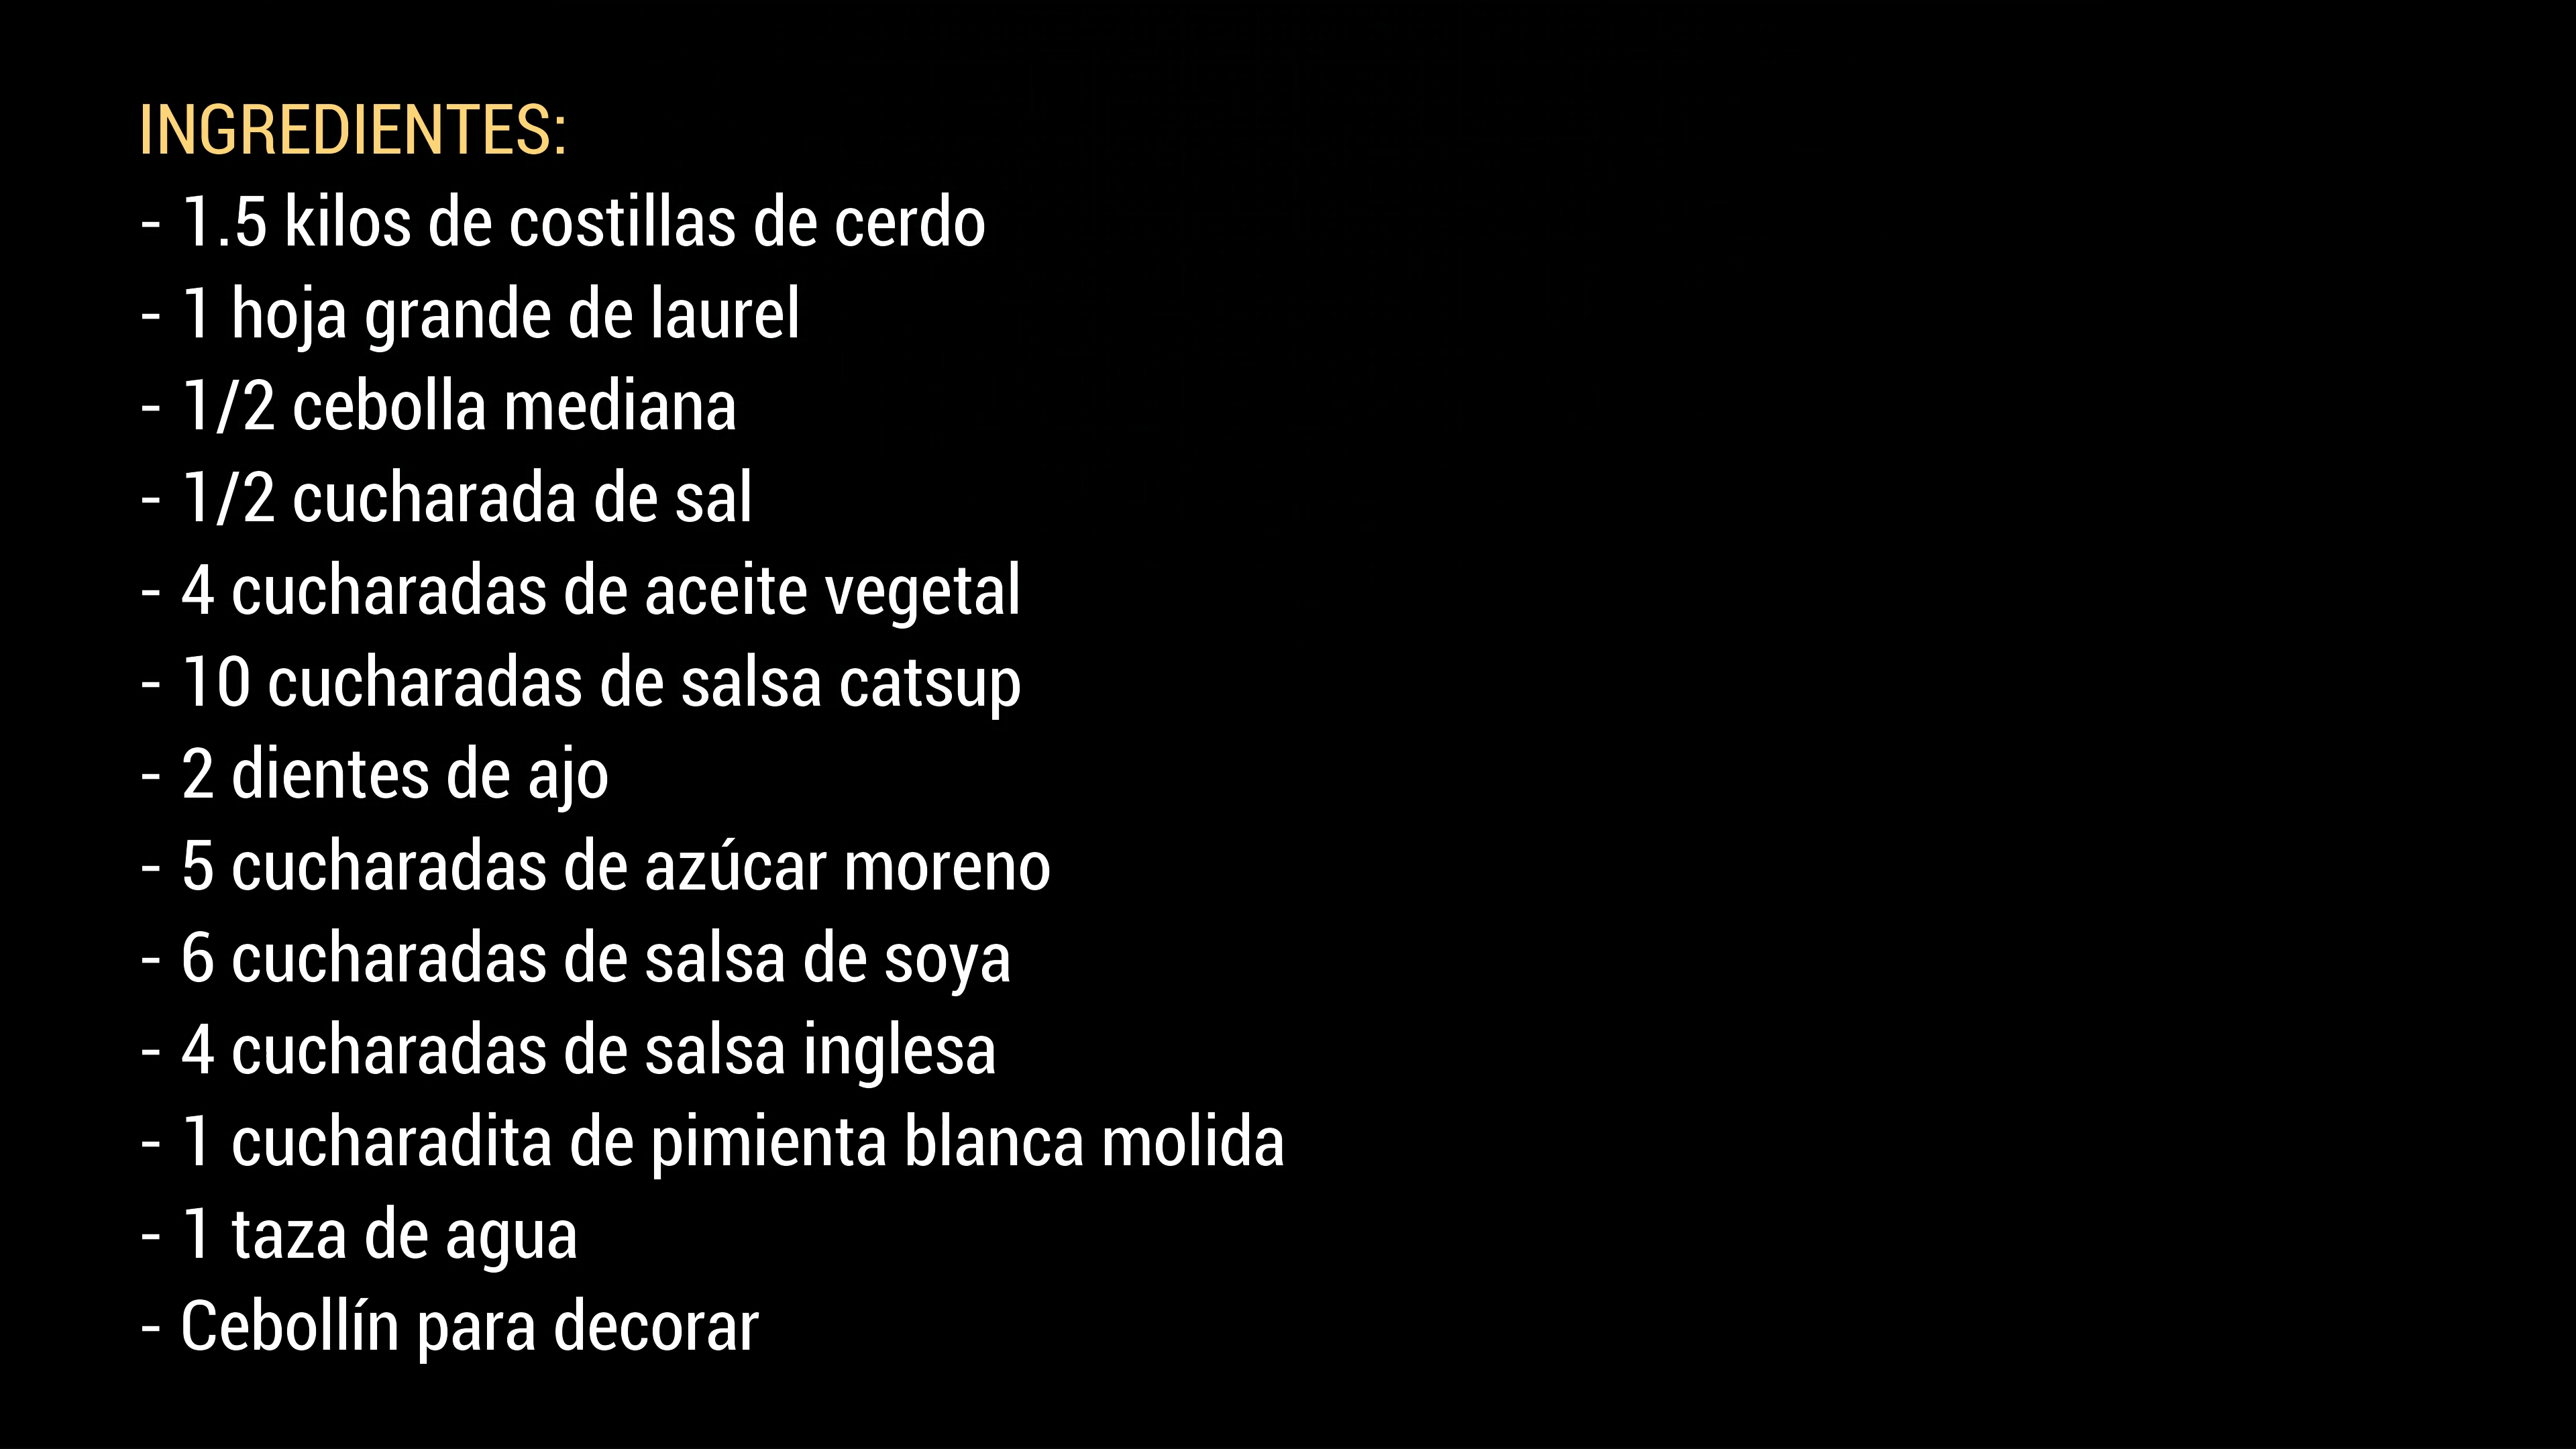 INGREDIENTES:
- 1.5 kilos de costillas de cerdo
- 1 hoja grande de laurel
- 1/2 cebolla mediana
- 1/2 cucharada de sal
- 4 cucharadas de aceite vegetal
- 10 cucharadas de salsa catsup
- 2 dientes de ajo
- 5 cucharadas de azúcar moreno
- 6 cucharadas de salsa de soya
- 4 cucharadas de salsa inglesa
- 1 cucharadita de pimienta blanca molida
- 1 taza de agua
- Cebollín para decorar